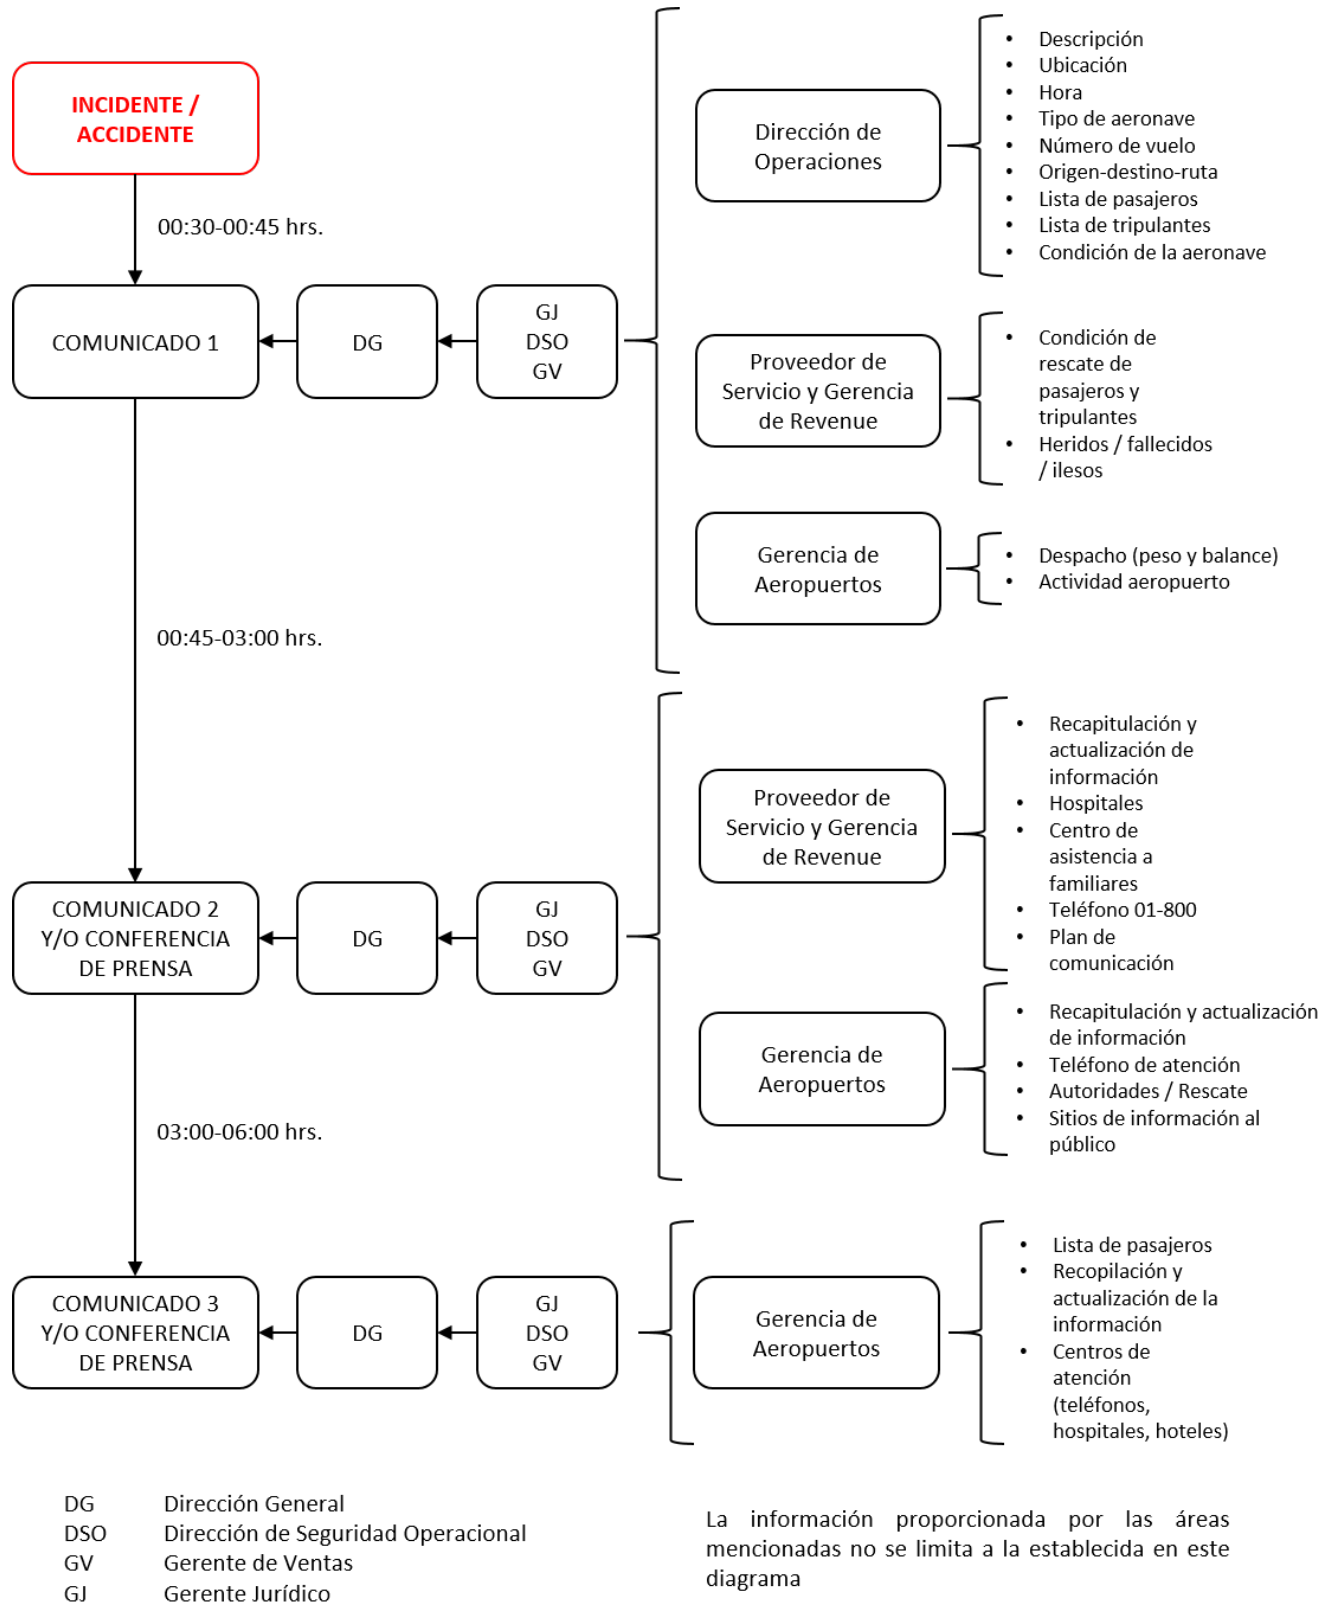 INCIDENTE /
ACCIDENTE
00:30-00:45 hrs.
COMUNICADO 1
DG
GJ
DSO
GV
Dirección de
Operaciones
• Descripción
• Ubicación
• Hora
• Tipo de aeronave
• Número de vuelo
• Origen-destino-ruta
• Lista de pasajeros
• Lista de tripulantes
• Condición de la aeronave
Proveedor de
Servicio y Gerencia
de Revenue
• Condición de
rescate de
pasajeros y
tripulantes
• Heridos / fallecidos
/ ilesos
Gerencia de
Aeropuertos
• Despacho (peso y balance)
• Actividad aeropuerto
00:45-03:00 hrs.
COMUNICADO 2
Y/O CONFERENCIA
DE PRENSA
DG
GJ
DSO
GV
Proveedor de
Servicio y Gerencia
de Revenue
• Recapitulación y
actualización de
información
• Hospitales
• Centro de
asistencia a
familiares
• Teléfono 01-800
• Plan de
comunicación
Gerencia de
Aeropuertos
• Recapitulación y actualización
de información
• Teléfono de atención
• Autoridades / Rescate
• Sitios de información al
público
03:00-06:00 hrs.
COMUNICADO 3
Y/O CONFERENCIA
DE PRENSA
DG
GJ
DSO
GV
Gerencia de
Aeropuertos
• Lista de pasajeros
• Recopilación y
actualización de la
información
• Centros de
atención
(teléfonos,
hospitales, hoteles)
DG Dirección General
DSO Dirección de Seguridad Operacional
GV Gerente de Ventas
GJ Gerente Jurídico
La información proporcionada por las áreas
mencionadas no se limita a la establecida en este
diagrama